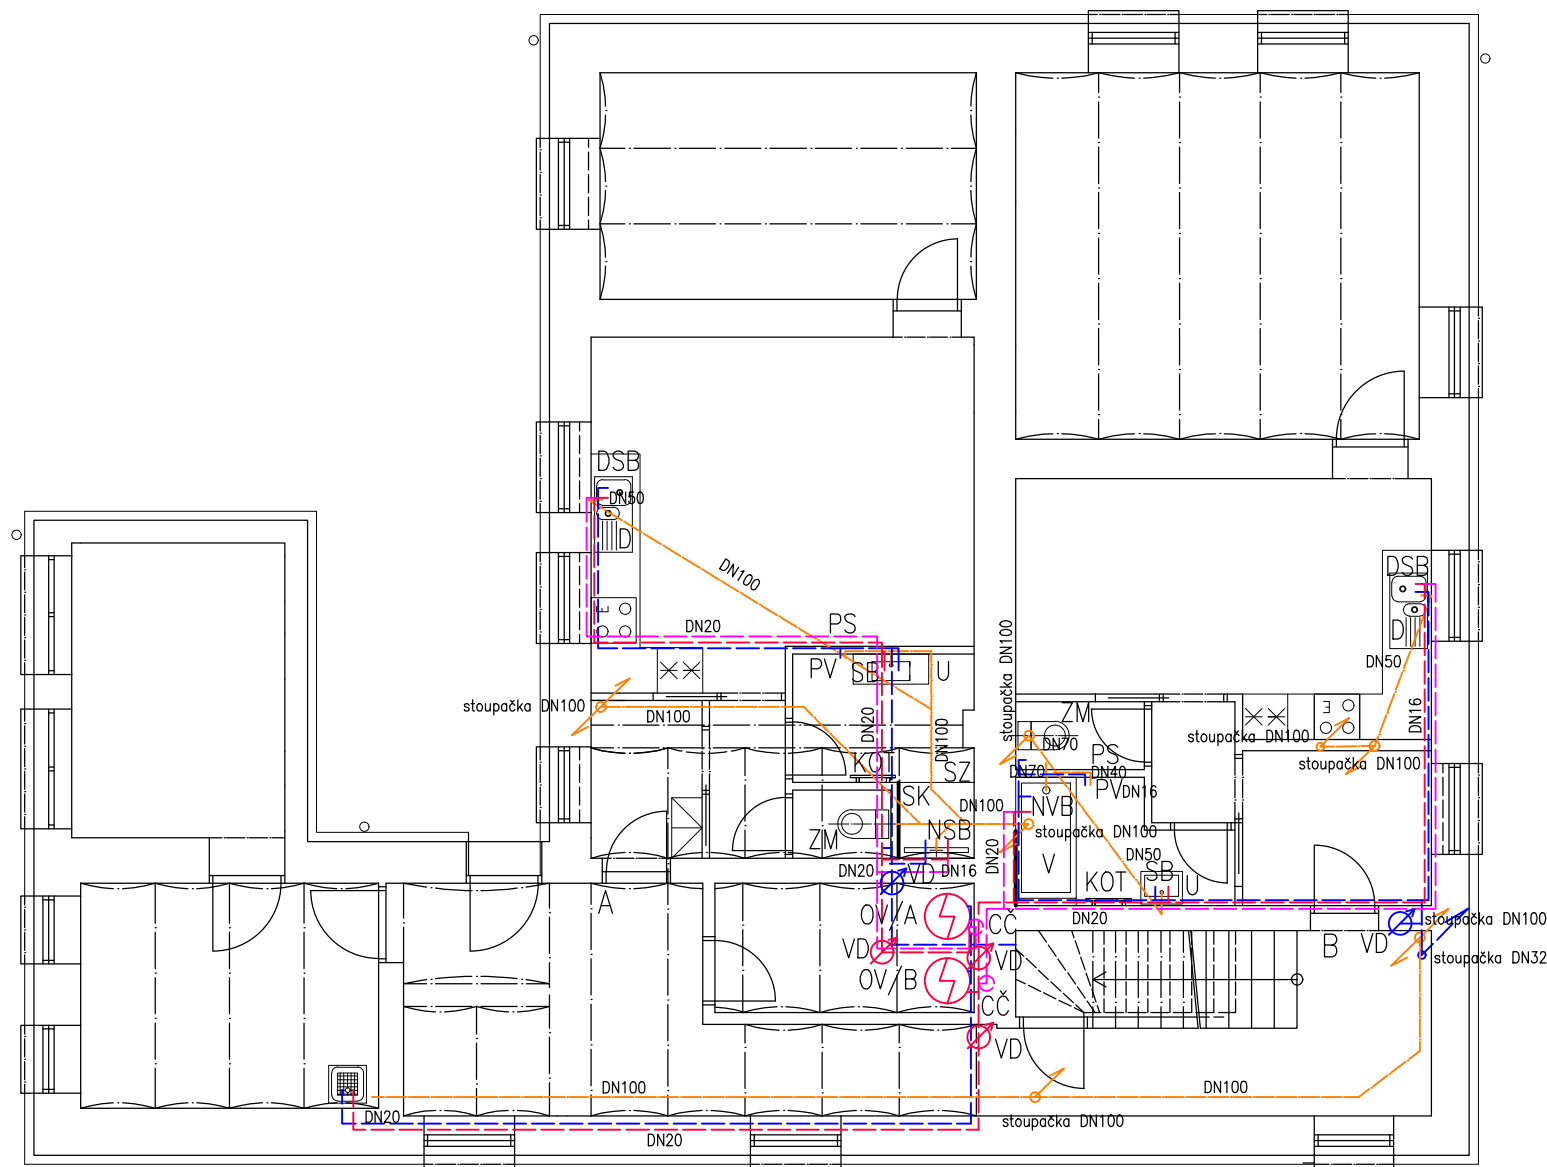 DSB
DN50
D
DN100
E
DN20
PS
stoupačka DN100
DSB
D
PV
SB
U
stoupačka DN100
DN50
DN16
DN100
DN20
DN100
ZM
DN70
PS
E
stoupačka DN100
stoupačka DN100
KOT
SZ
DN70
DN40
PV
DN16
SK
DN100
NVB
ZM
NSB
stoupačka DN100
DN20
V
DN50
SB
DN20
VD
DN16
KOT
U
A
OV/A
CČ
DN20
stoupačka DN100
VD
VD
B
VD
stoupačka DN32
OV/B
CČ
VD
DN100
DN100
DN20
stoupačka DN100
DN20